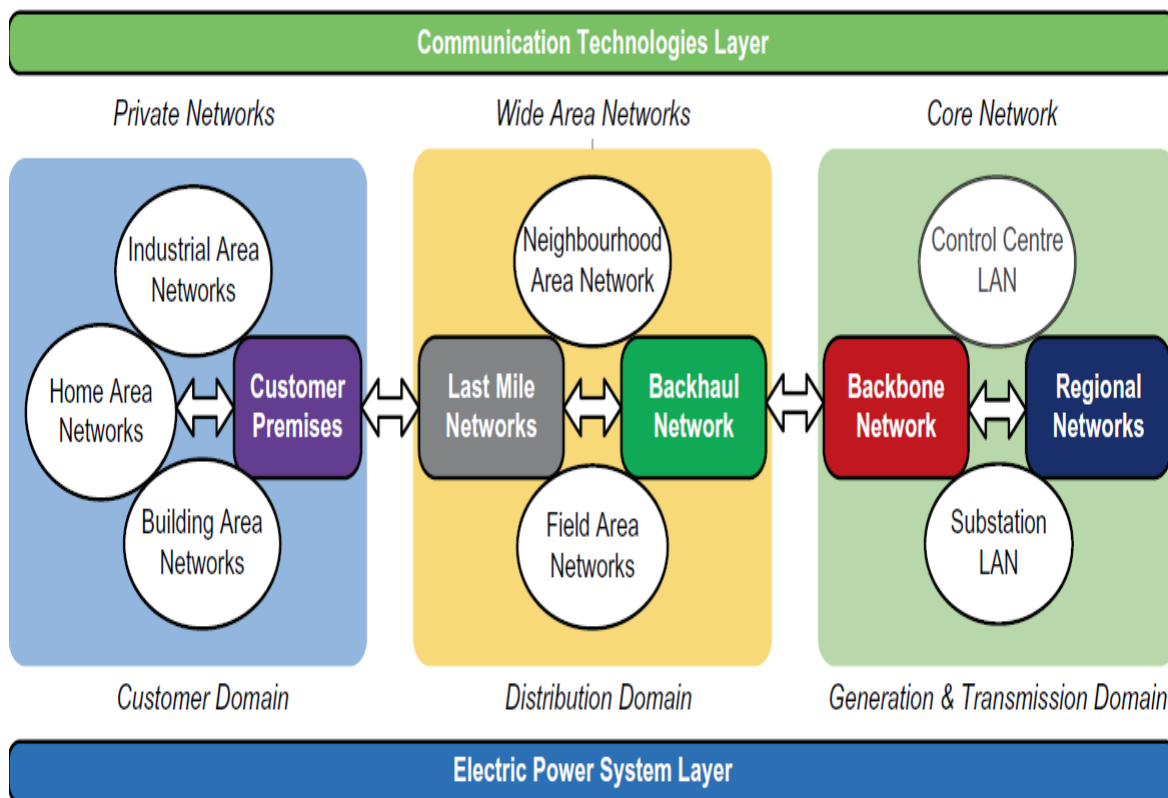 Communication Technologies Layer
Private Networks
Wide Area Networks
Core Network
Industrial Area
Networks
Home Area
Networks
Customer
Premises
Building Area
Networks
Neighbourhood
Area Network
Last Mile
Networks
Backhaul
Network
Field Area
Networks
Control Centre
LAN
Backbone
Network
Regional
Networks
Substation
LAN
Customer Domain
Distribution Domain
Generation & Transmission Domain
Electric Power System Layer